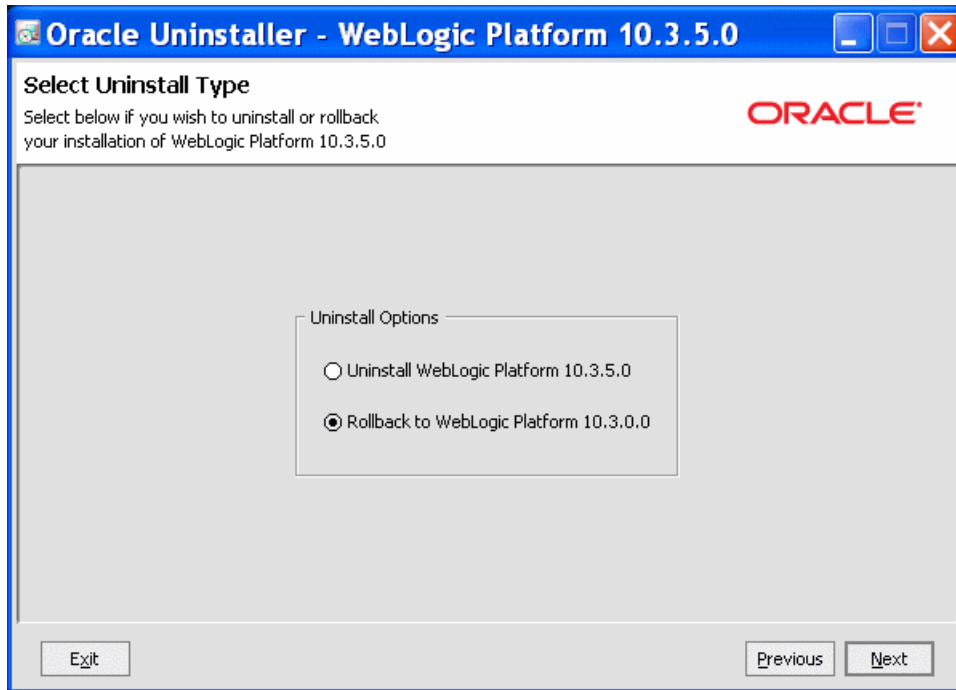 Oracle Uninstaller - WebLogic Platform 10.3.5.0
Select Uninstall Type
Select below if you wish to uninstall or rollback
your installation of WebLogic Platform 10.3.5.0
ORACLE
Uninstall Options
Uninstall WebLogic Platform 10.3.5.0
Rollback to WebLogic Platform 10.3.0.0
Exit
Previous
Next